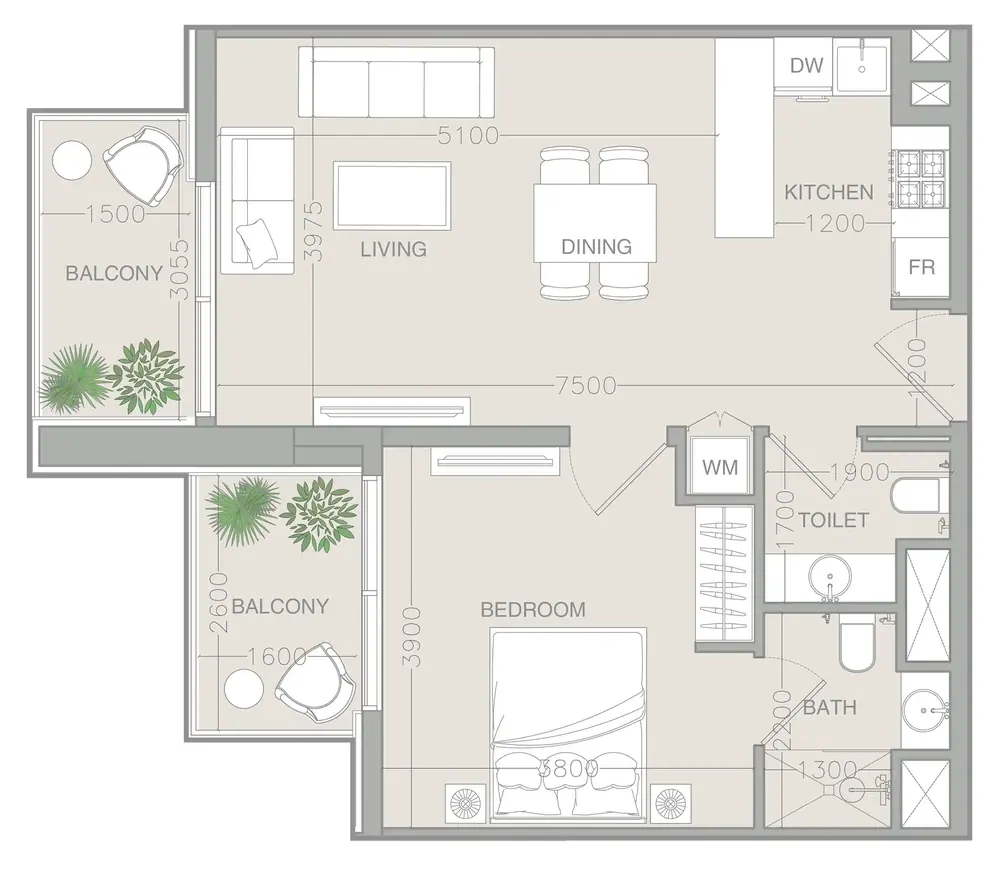 DW
5100
KITCHEN
1200
1500
3975
LIVING
DINING
BALCONY
3055
FR
7500
1200
WM
1900
1700
TOILET
2600
BALCONY
BEDROOM
3900
1600
2200
BATH
3800
1300